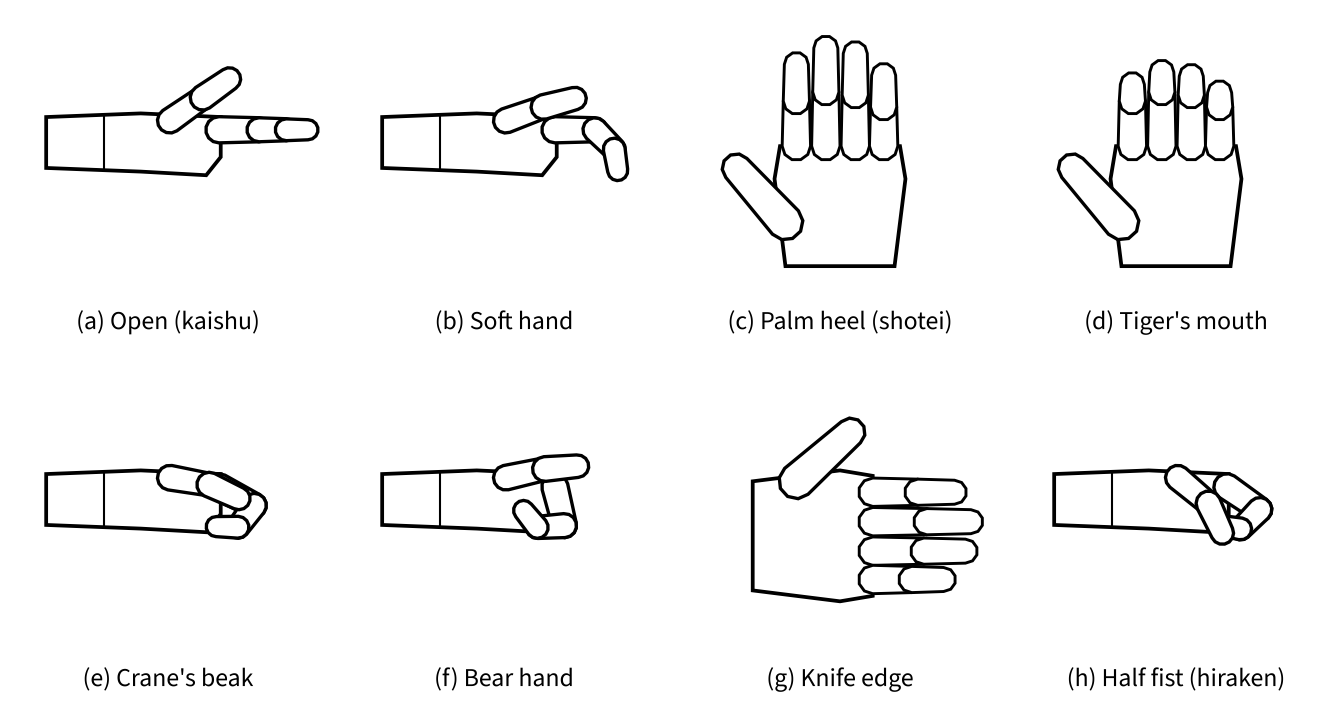 (a) Open (kaishu)
(b) Soft hand
(c) Palm heel (shotei)
(d) Tiger's mouth
(e) Crane's beak
(f) Bear hand
(g) Knife edge
(h) Half fist (hiraken)